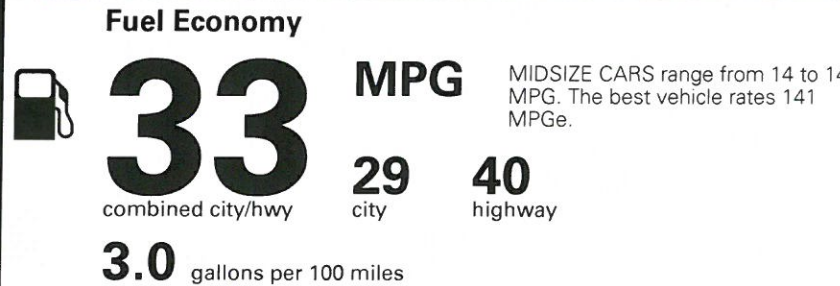 Fuel Economy
33 MPG
MIDSIZE CARS range from 14 to
MPG. The best vehicle rates 141
MPGe.
29 40
combined city/hwy city highway
3.0 gallons per 100 miles